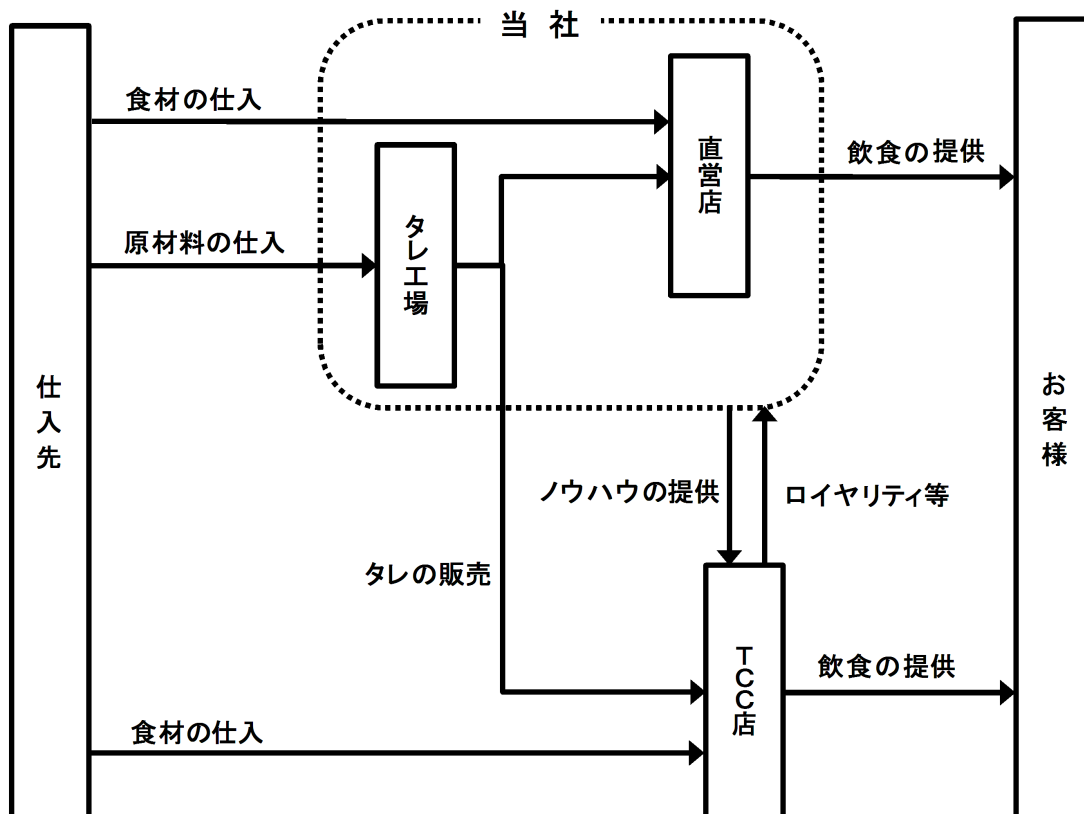 当社
食材の仕入
直営店
飲食の提供
タレ工場
原材料の仕入
仕入先
お客様
ノウハウの提供
ロイヤリティ等
タレの販売
TCC店
飲食の提供
食材の仕入